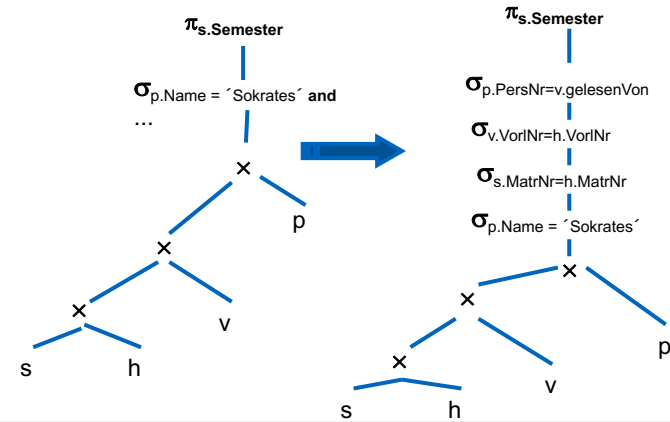 πs.Semester
σp.Name = ´Sokrates´ and
...
×
p
×
v
×
s
h
πs.Semester
σp.PersNr=v.gelesenVon
σv.VorlNr=h.VorlNr
σs.MatrNr=h.MatrNr
σp.Name = ´Sokrates´
×
p
×
v
×
s
h